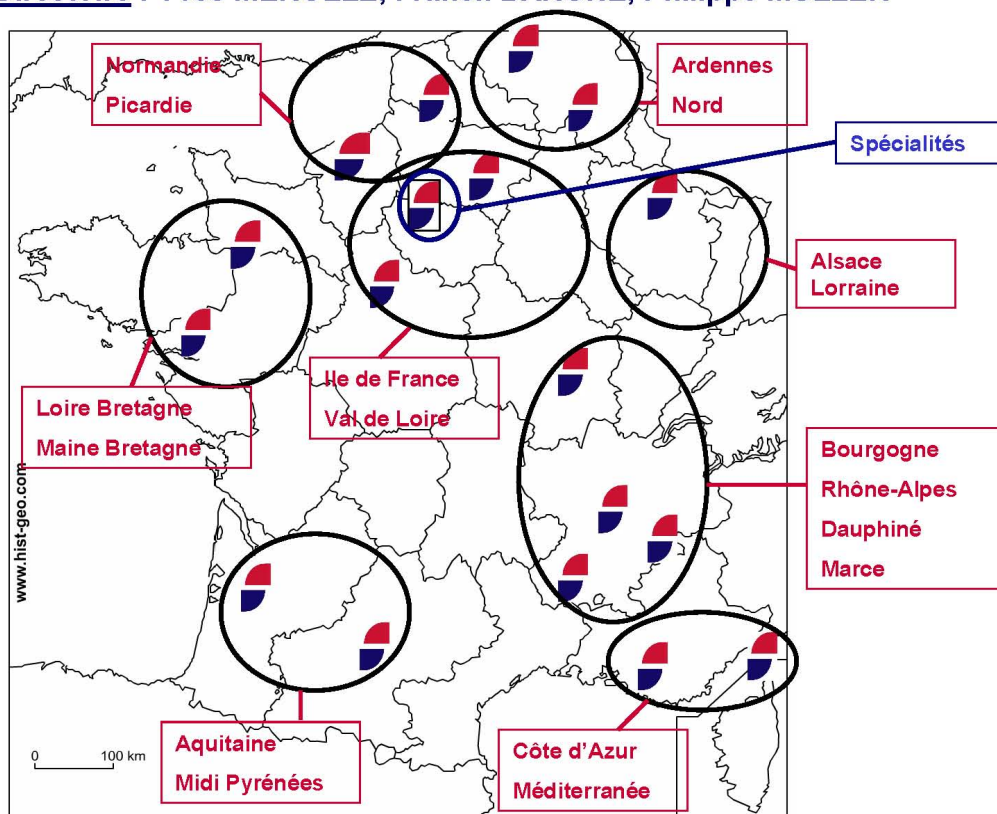 Normandie
Picardie
Ardennes
Nord
Spécialités
Alsace
Lorraine
Ile de France
Val de Loire
Loire Bretagne
Maine Bretagne
Bourgogne
Rhône-Alpes
Dauphiné
Marce
www.hist-geo.com
Aquitaine
Midi Pyrénées
Côte d'Azur
Méditerranée
0 100 km